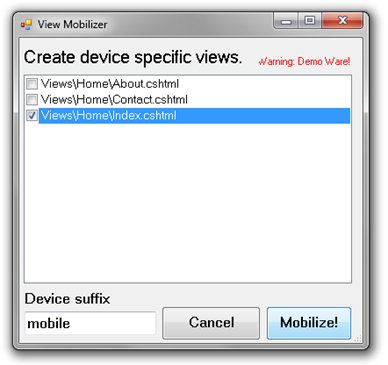 View Mobilizer
Create device specific views.
Warning: Demo Ware!
Views\Home\About.cshtml
Views\Home\Contact.cshtml
Views\Home\Index.cshtml
Device suffix
mobile
Cancel
Mobilize!